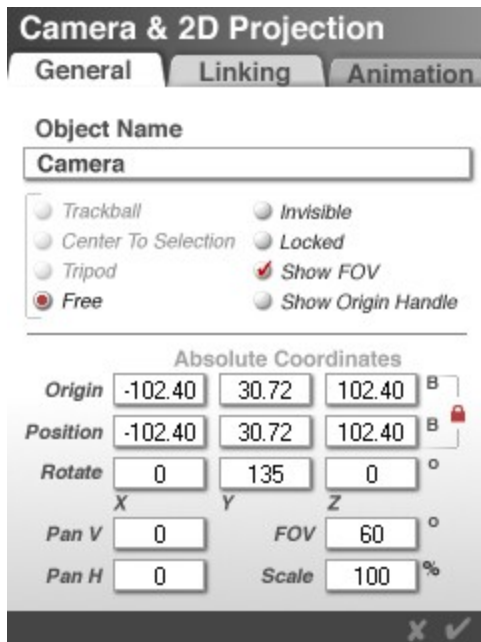 Camera & 2D Projection
General Linking Animation
Object Name
Camera
Trackball Invisible
Center To Selection Locked
Tripod Show FOV
Free Show Origin Handle
Absolute Coordinates
Origin -102.40 30.72 102.40 B
Position -102.40 30.72 102.40 B
Rotate 0 135 0 °
X Y Z
Pan V 0 FOV 60 °
Pan H 0 Scale 100 %